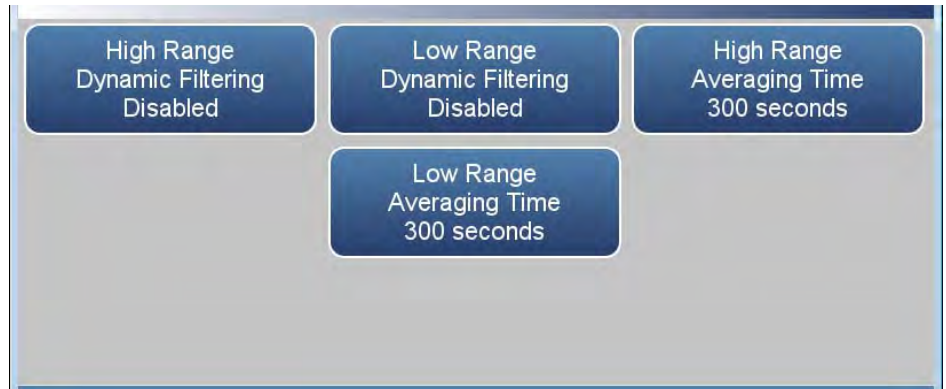 High Range
Dynamic Filtering
Disabled
Low Range
Dynamic Filtering
Disabled
High Range
Averaging Time
300 seconds
Low Range
Averaging Time
300 seconds